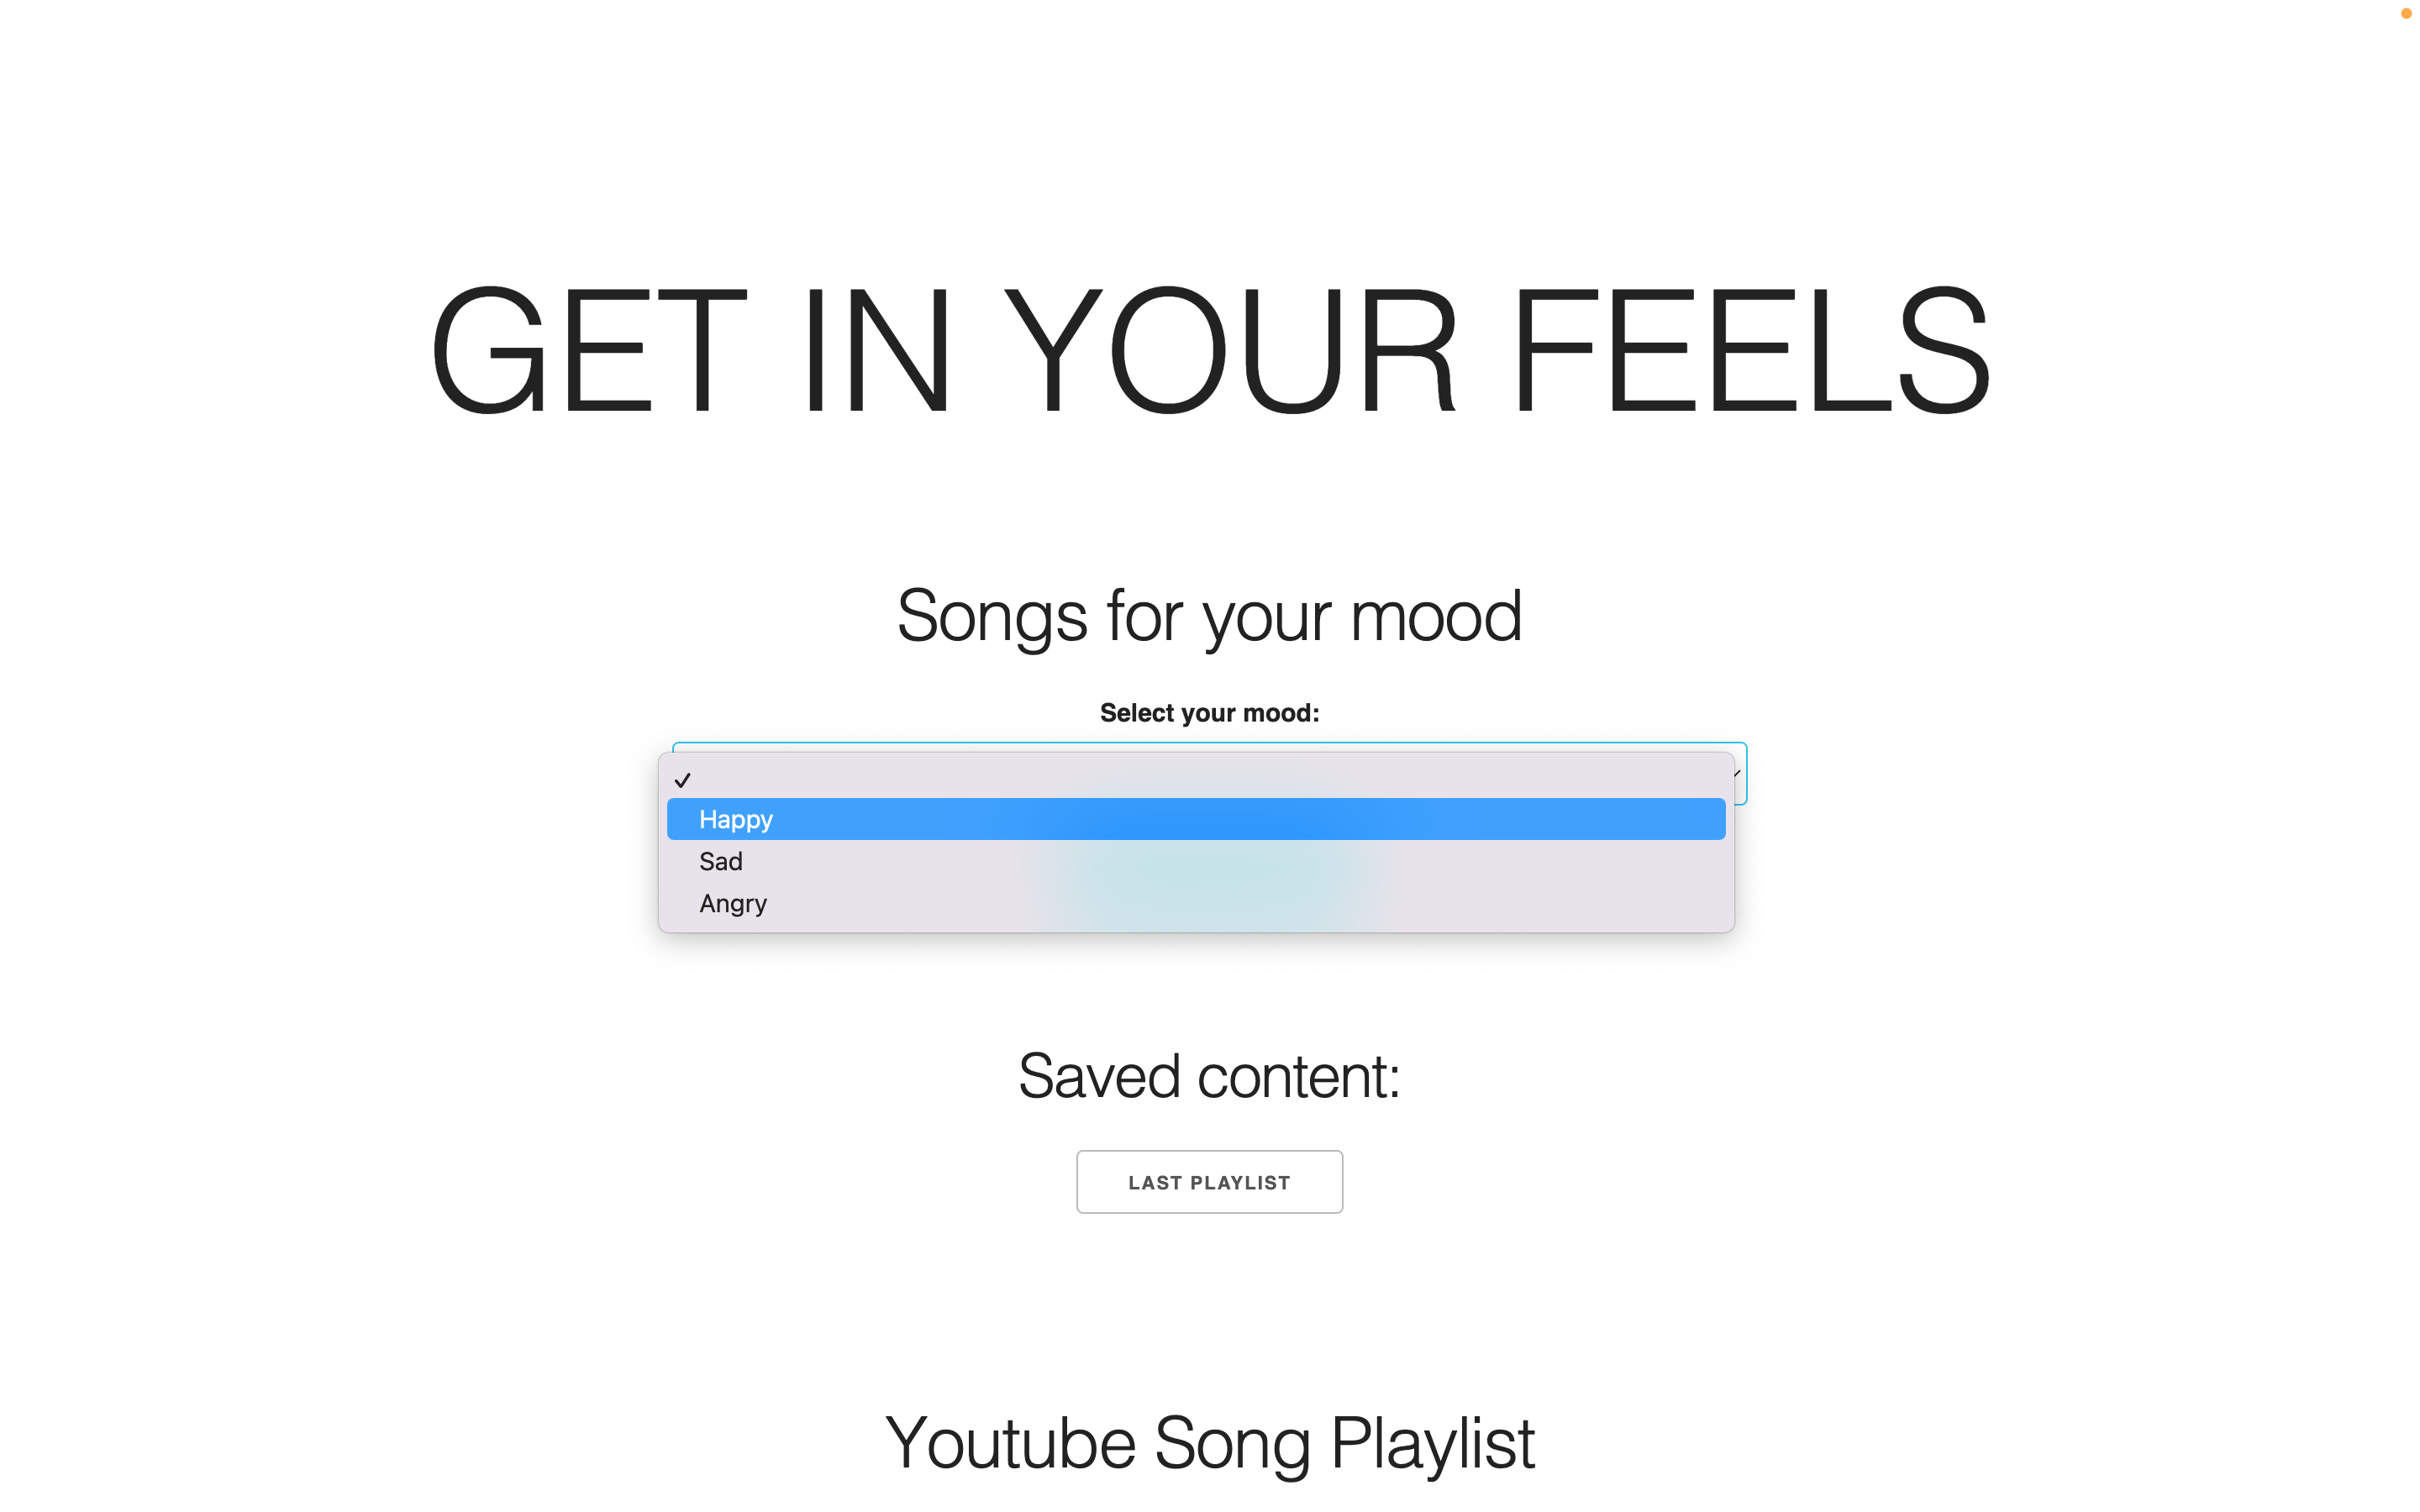 GET IN YOUR FEELS
Songs for your mood
Select your mood:
Happy
Sad
Angry
Saved content:
LAST PLAYLIST
Youtube Song Playlist